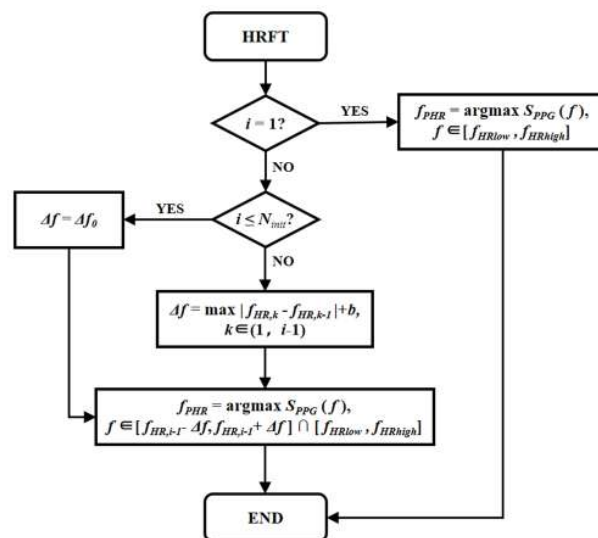 HRFT
i = 1?
YES
f_PHR = argmax S_PPG (f),
f ∈ [f_HRlow , f_HRhigh]
NO
Δf = Δf_0
YES
i ≤ N_init?
NO
Δf = max | f_HR,k - f_HR,k-1 |+b,
k∈(1, i-1)
f_PHR = argmax S_PPG (f),
f ∈ [f_HR,i-1 - Δf, f_HR,i-1 + Δf ] ∩ [f_HRlow , f_HRhigh]
END